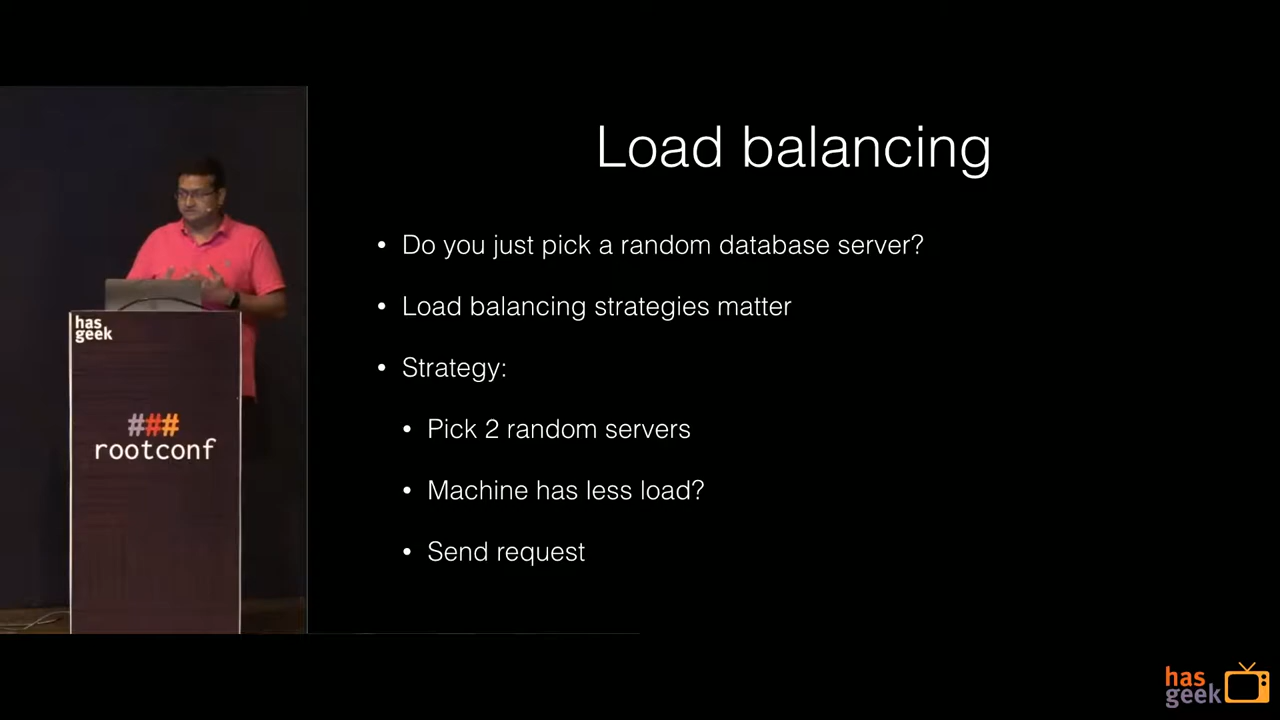 Load balancing
• Do you just pick a random database server?
• Load balancing strategies matter
• Strategy:
• Pick 2 random servers
• Machine has less load?
• Send request
has
geek
###
rootconf
has
geek